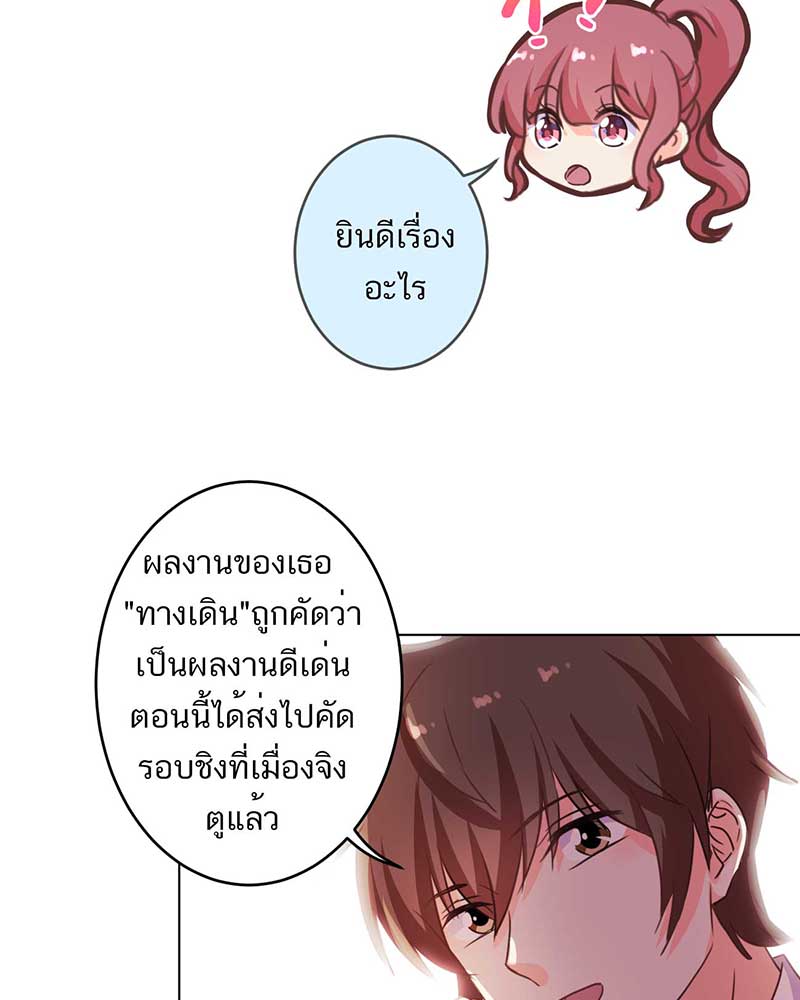 ยินดีเรื่อง
อะไร
ผลงานของเธอ
"ทางเดิน"ถูกคัดว่า
เป็นผลงานดีเด่น
ตอนนี้ได้ส่งไปคัด
รอบชิงที่เมื่องจิง
ตูแล้ว